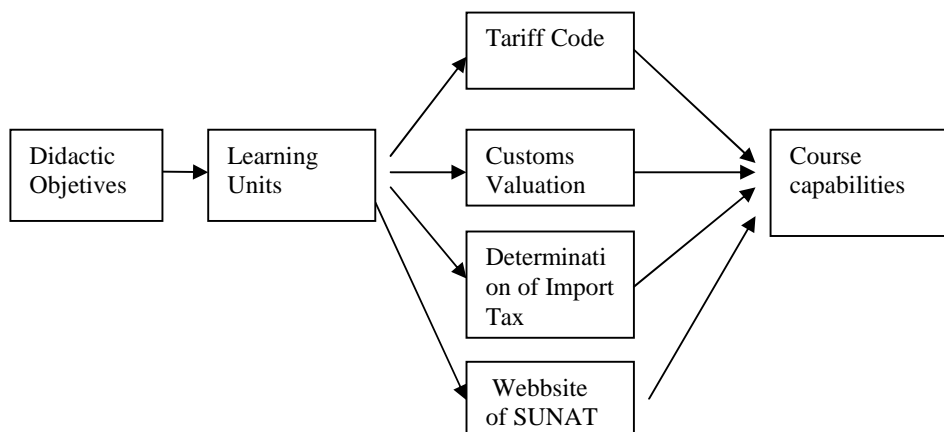 Tariff Code
Didactic
Objetives
Learning
Units
Customs
Valuation
Course
capabilities
Determinati
on of Import
Tax
Webbsite
of SUNAT